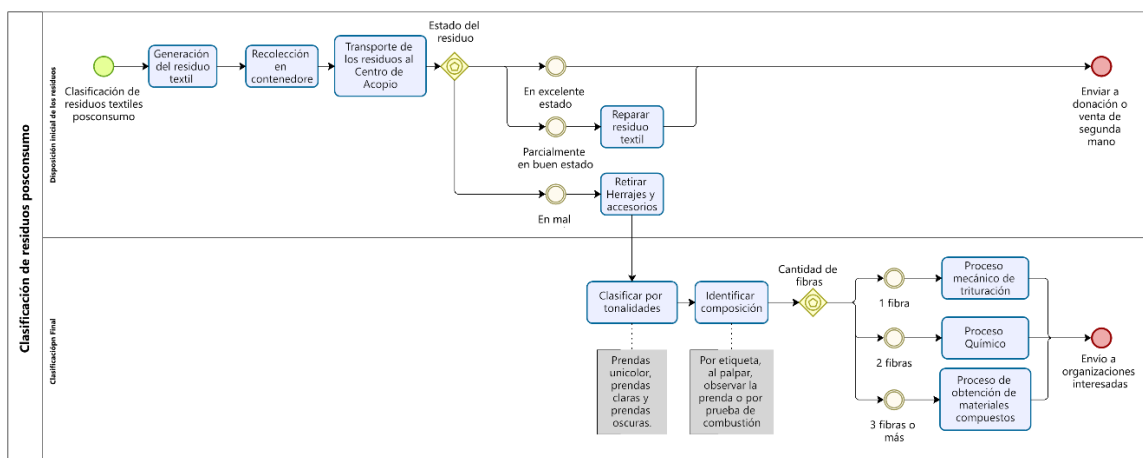 Clasificación de residuos posconsumo
Disposición inicial de los residuos
Clasificación de
residuos textiles
posconsumo
Generación
del residuo
textil
Recolección
en
contenedore
Transporte de
los residuos al
Centro de
Acopio
Estado del
residuo
En excelente
estado
Parcialmente
en buen estado
Reparar
residuo
textil
En mal
Retirar
Herrajes y
accesorios
Enviar a
donación o
venta de
segunda
mano
Clasificaciópn Final
Clasificar por
tonalidades
Prendas
unicolor,
prendas
claras y
prendas
oscuras.
Identificar
composición
Por etiqueta,
al palpar,
observar la
prenda o por
prueba de
combustión
Cantidad de
fibras
1 fibra
Proceso
mecánico de
trituración
2 fibras
Proceso
Químico
3 fibras o
más
Proceso de
obtención de
materiales
compuestos
Envio a
organizaciones
interesadas